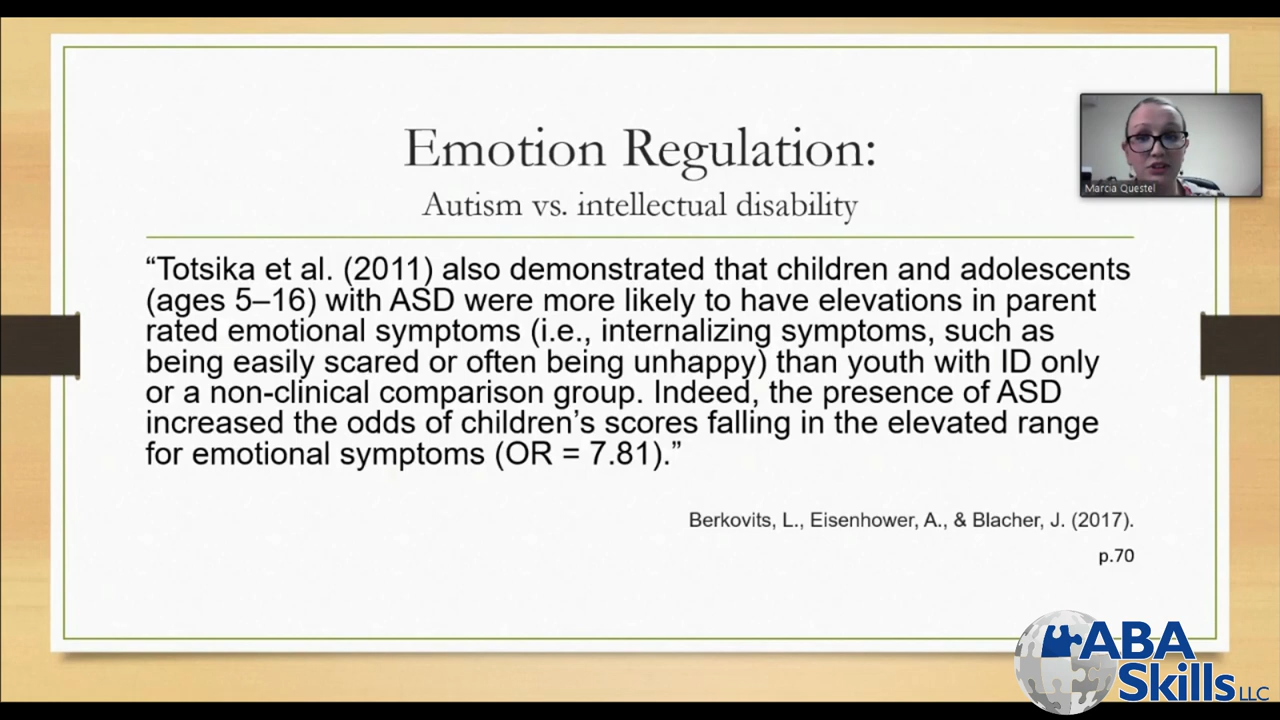 Emotion Regulation:
Autism vs. intellectual disability
Marcia Questel
“Totsika et al. (2011) also demonstrated that children and adolescents
(ages 5–16) with ASD were more likely to have elevations in parent
rated emotional symptoms (i.e., internalizing symptoms, such as
being easily scared or often being unhappy) than youth with ID only
or a non-clinical comparison group. Indeed, the presence of ASD
increased the odds of children’s scores falling in the elevated range
for emotional symptoms (OR = 7.81).”
Berkovits, L., Eisenhower, A., & Blacher, J. (2017).
p.70
ABA
Skills LLC